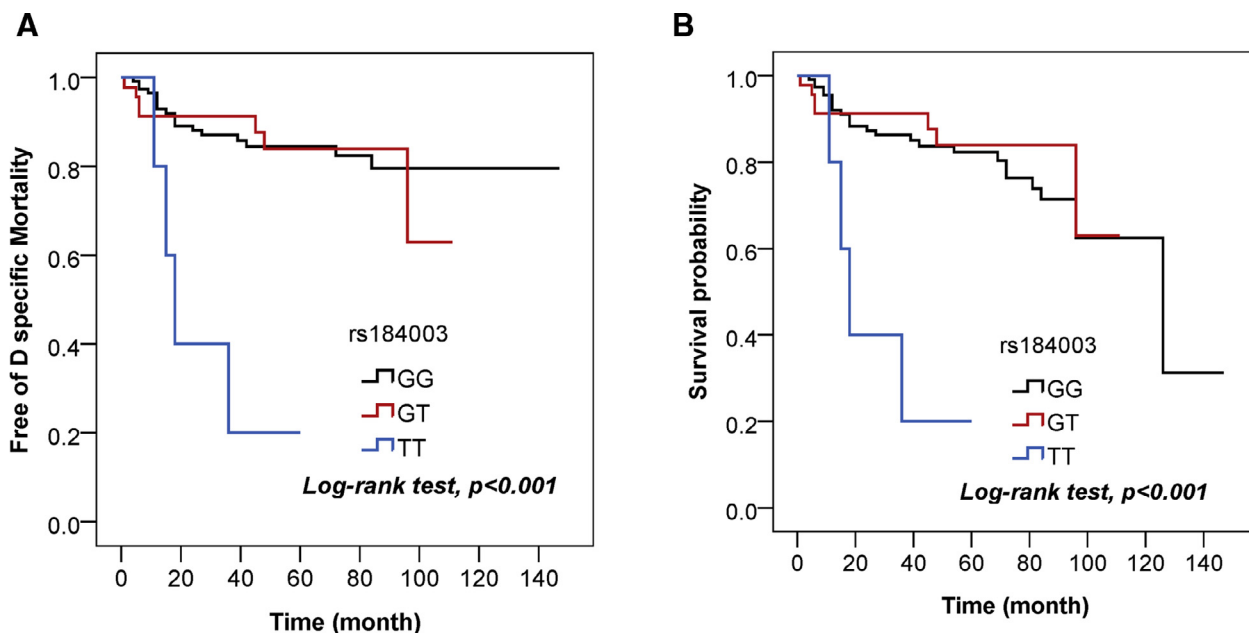 A
Free of D specific Mortality
1.0
0.8
0.6
0.4
0.2
0.0
rs184003
GG
GT
TT
Log-rank test, p<0.001
0 20 40 60 80 100 120 140
Time (month)
B
Survival probability
1.0
0.8
0.6
0.4
0.2
0.0
rs184003
GG
GT
TT
Log-rank test, p<0.001
0 20 40 60 80 100 120 140
Time (month)